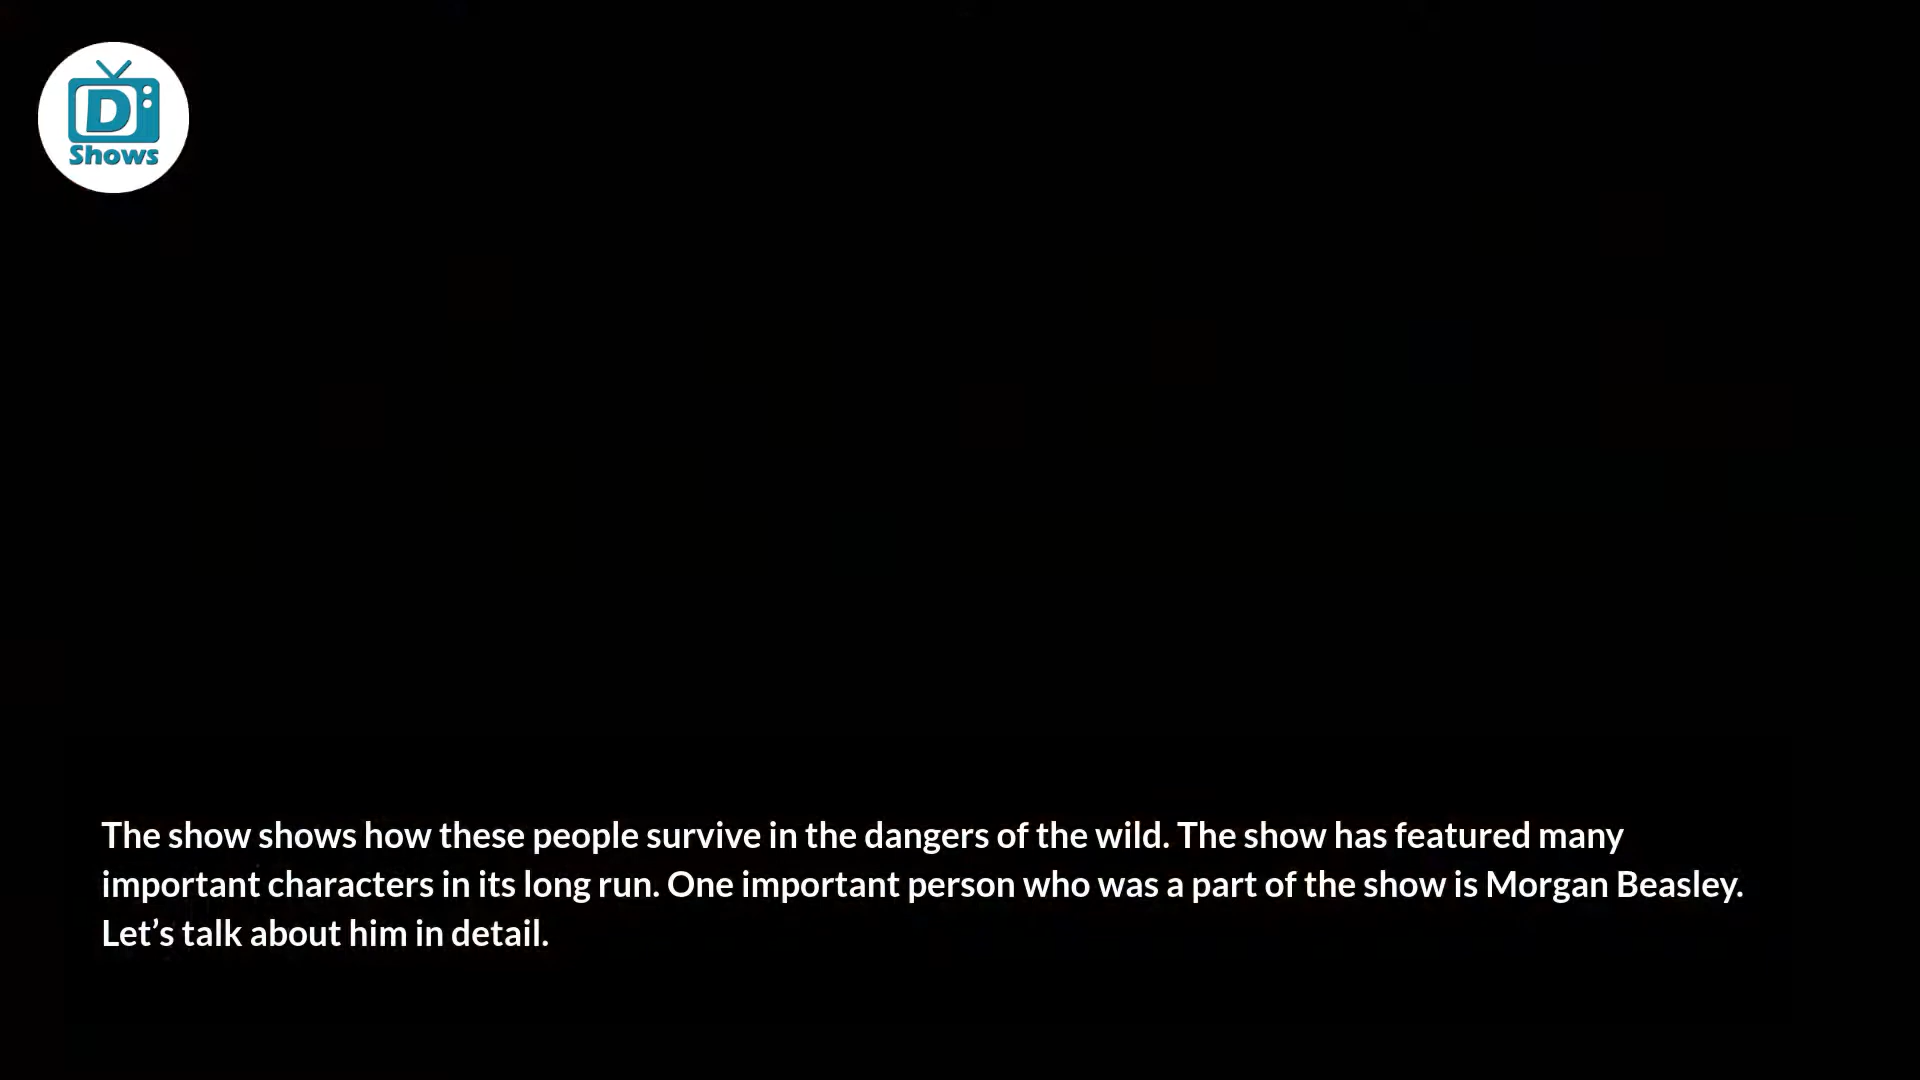 D
Shows
The show shows how these people survive in the dangers of the wild. The show has featured many
important characters in its long run. One important person who was a part of the show is Morgan Beasley.
Let’s talk about him in detail.